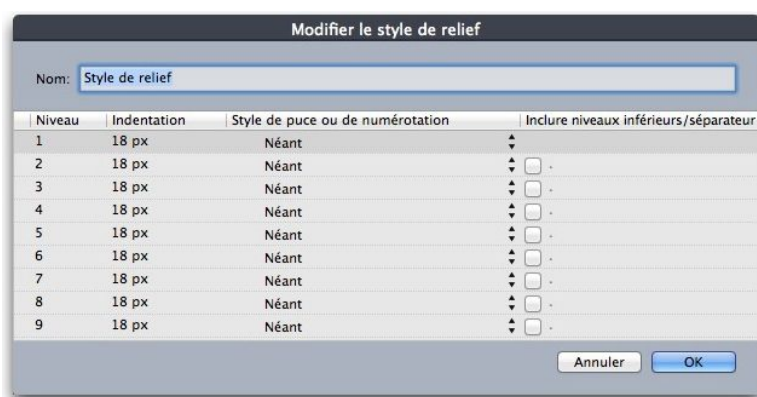 Modifier le style de relief
Nom: Style de relief
Niveau Indentation Style de puce ou de numérotation Inclure niveaux inférieurs/séparateur
1 18 px Néant
2 18 px Néant .
3 18 px Néant .
4 18 px Néant .
5 18 px Néant .
6 18 px Néant .
7 18 px Néant .
8 18 px Néant .
9 18 px Néant .
Annuler OK